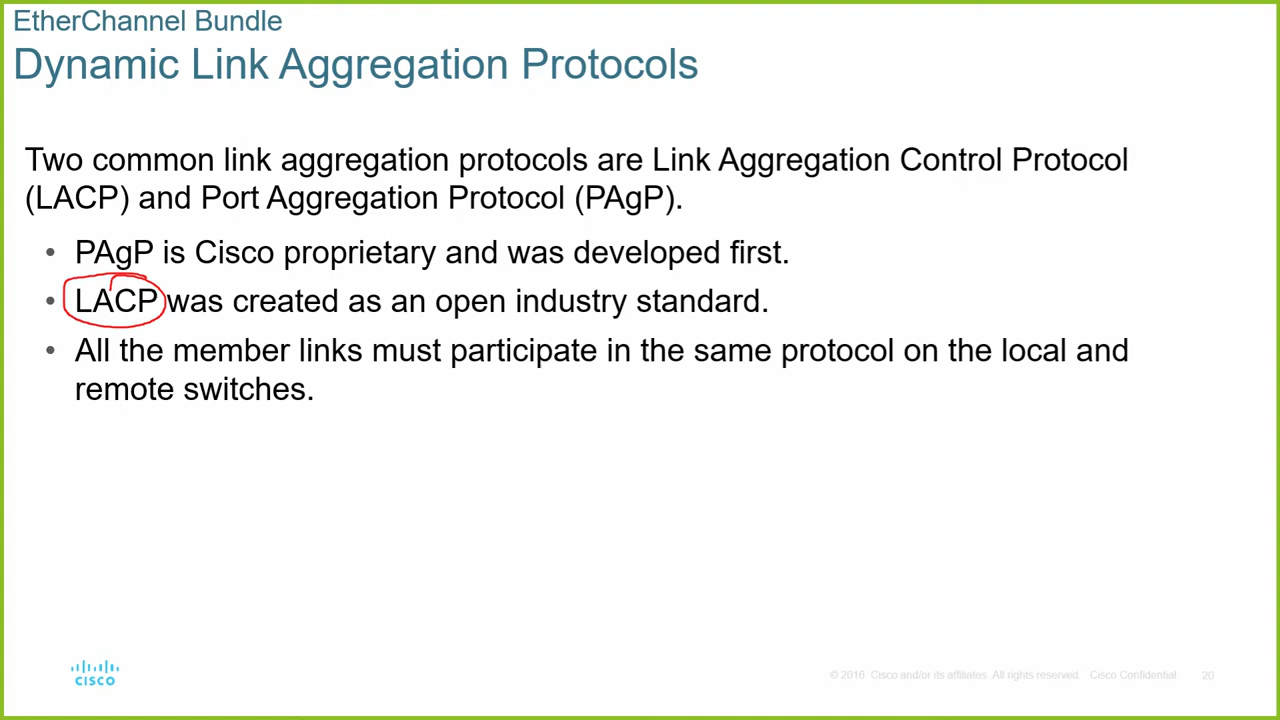 EtherChannel Bundle
Dynamic Link Aggregation Protocols
Two common link aggregation protocols are Link Aggregation Control Protocol
(LACP) and Port Aggregation Protocol (PAgP).
• PAgP is Cisco proprietary and was developed first.
• LACP was created as an open industry standard.
• All the member links must participate in the same protocol on the local and
remote switches.
CISCO
© 2016 Cisco and/or its affiliates. All rights reserved. Cisco Confidential 20